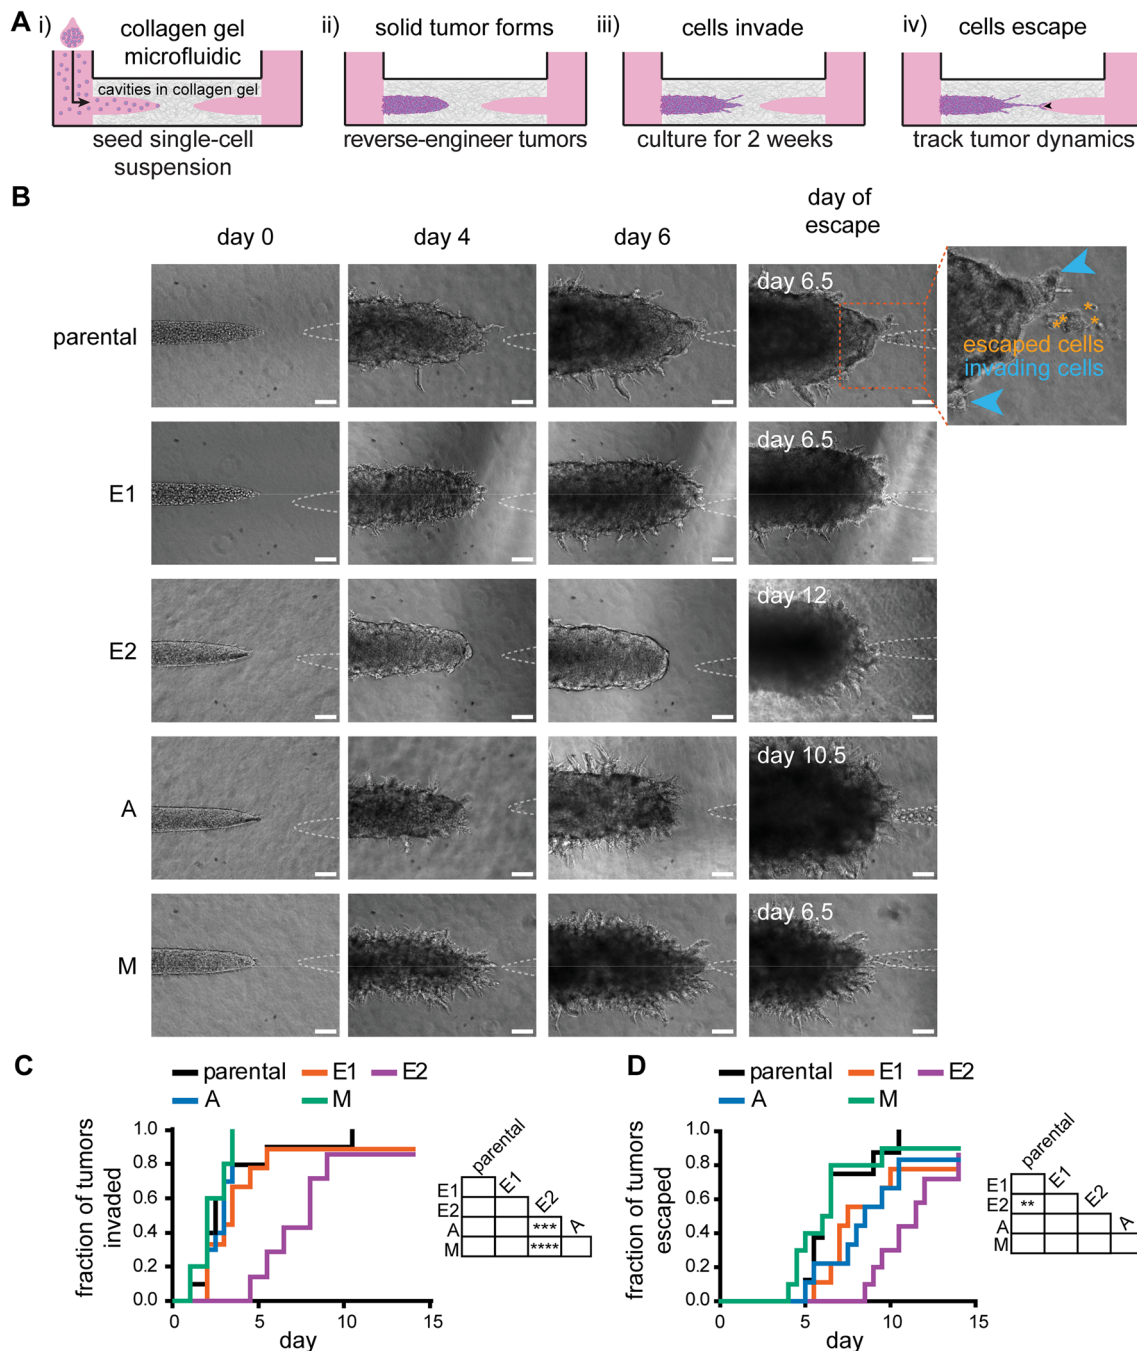 A
i)
collagen gel
microfluidic
cavities in collagen gel
seed single-cell
suspension
ii)
solid tumor forms
reverse-engineer tumors
iii)
cells invade
culture for 2 weeks
iv)
cells escape
track tumor dynamics
B
day 0
day 4
day 6
day of
escape
parental
day 6.5
escaped cells
invading cells
E1
day 6.5
E2
day 12
A
day 10.5
M
day 6.5
C
parental
E1
E2
A
M
fraction of tumors
invaded
1.0
0.8
0.6
0.4
0.2
0.0
0
5
10
15
day
parental
E1
E2
A
E1
E2
A
***
M
****
D
parental
E1
E2
A
M
fraction of tumors
escaped
1.0
0.8
0.6
0.4
0.2
0.0
0
5
10
15
day
parental
E1
E2
A
E1
E2
**
A
M